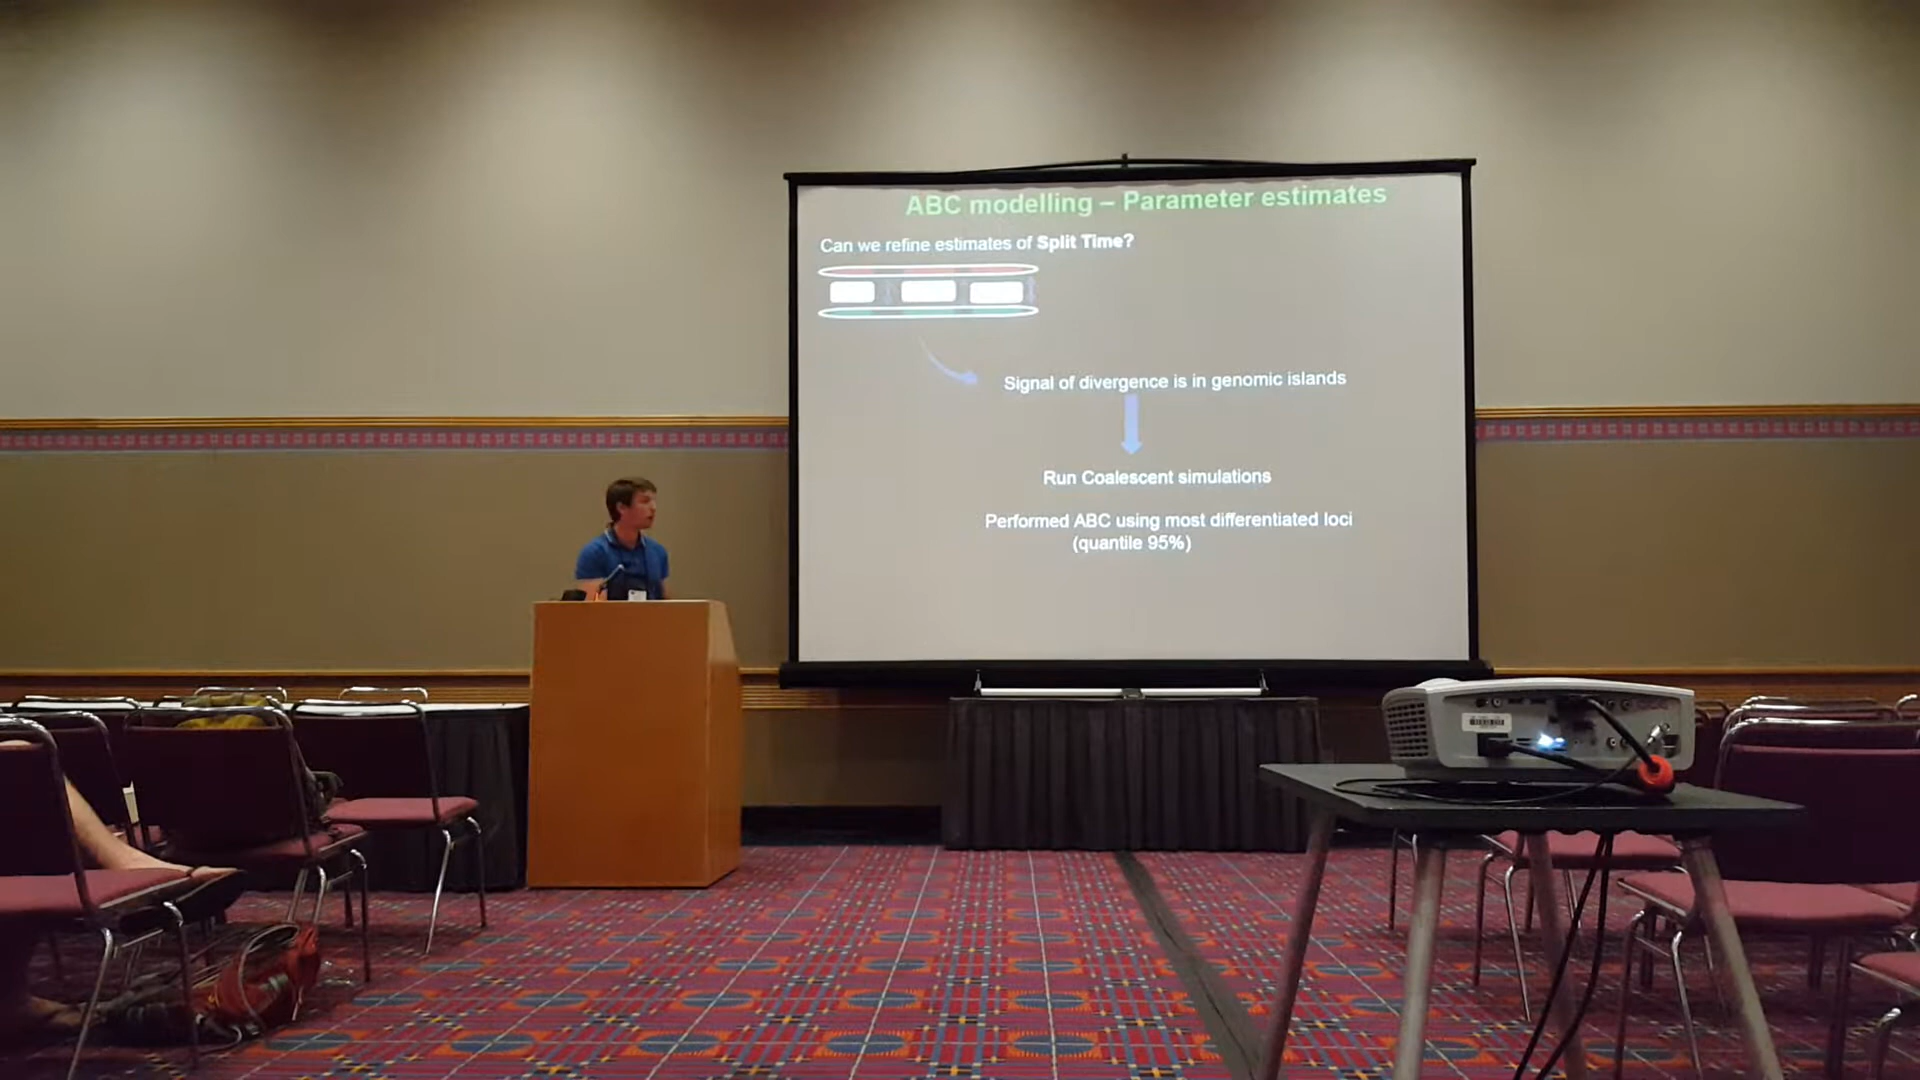 ABC modelling – Parameter estimates
Can we refine estimates of Split Time?
Signal of divergence is in genomic islands
Run Coalescent simulations
Performed ABC using most differentiated loci
(quantile 95%)